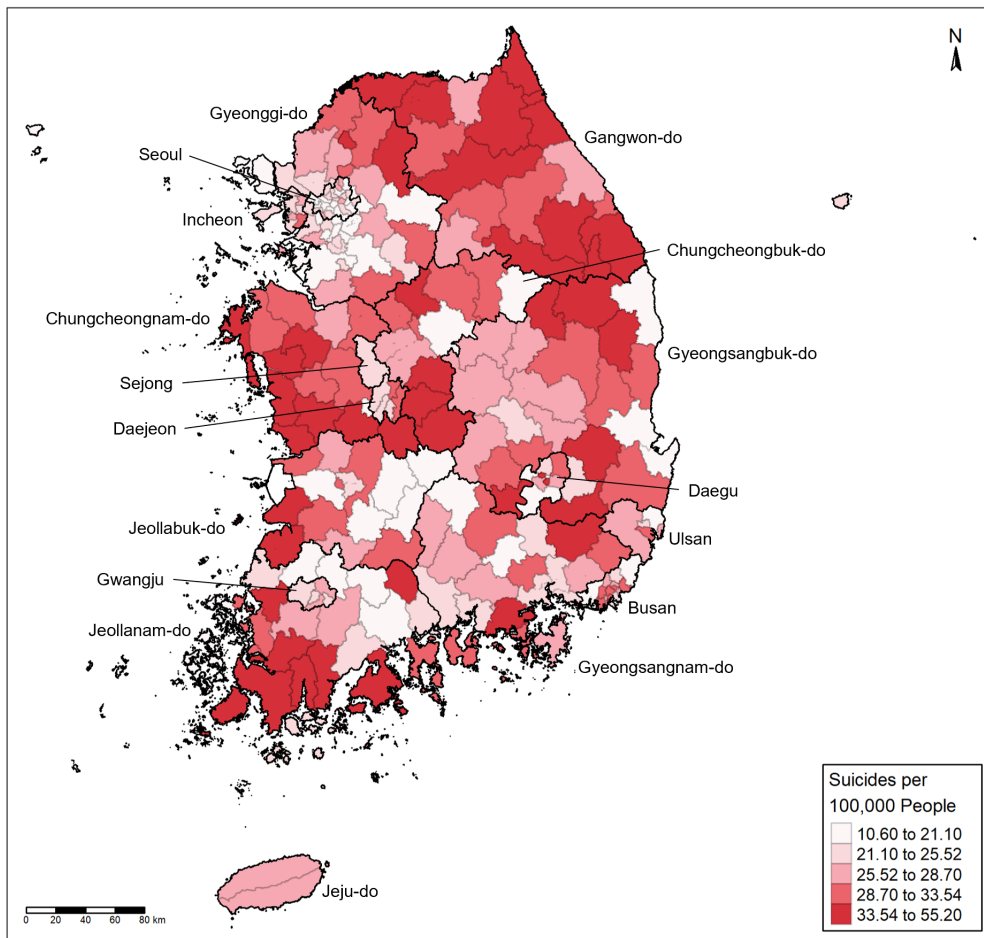 N
Gyeonggi-do
Gangwon-do
Seoul
Incheon
Chungcheongbuk-do
Chungcheongnam-do
Gyeongsangbuk-do
Sejong
Daejeon
Daegu
Jeollabuk-do
Ulsan
Gwangju
Busan
Jeollanam-do
Gyeongsangnam-do
Suicides per
100,000 People
10.60 to 21.10
21.10 to 25.52
25.52 to 28.70
28.70 to 33.54
33.54 to 55.20
Jeju-do
0 20 40 60 80 km